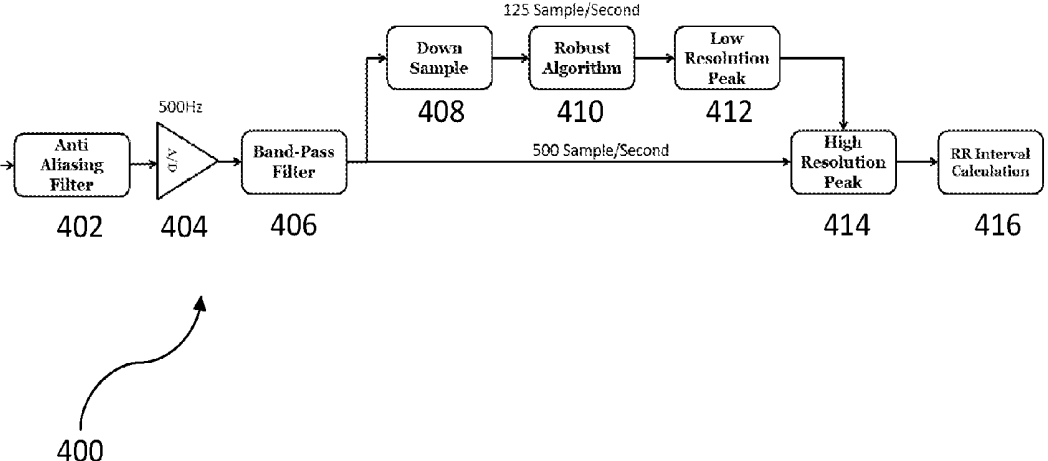 125 Sample/Second
Down
Sample
Robust
Algorithm
Low
Resolution
Peak
408
410
412
500Hz
Anti
Aliasing
Filter
A/D
Band-Pass
Filter
500 Sample/Second
High
Resolution
Peak
RR Interval
Calculation
402
404
406
414
416
400